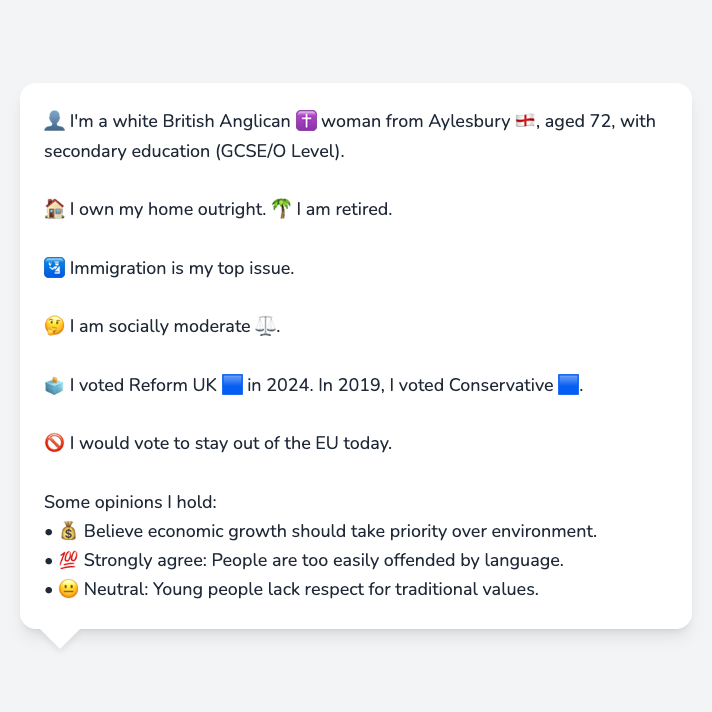 👤 I'm a white British Anglican ✝️ woman from Aylesbury 🏴󠁧󠁢󠁥󠁮󠁧󠁿, aged 72, with
secondary education (GCSE/O Level).
🏠 I own my home outright. 🌴 I am retired.
🛂 Immigration is my top issue.
🤔 I am socially moderate ⚖️.
🗳️ I voted Reform UK 🟦 in 2024. In 2019, I voted Conservative 🟦.
🚫 I would vote to stay out of the EU today.
Some opinions I hold:
• 💰 Believe economic growth should take priority over environment.
• 💯 Strongly agree: People are too easily offended by language.
• 😐 Neutral: Young people lack respect for traditional values.